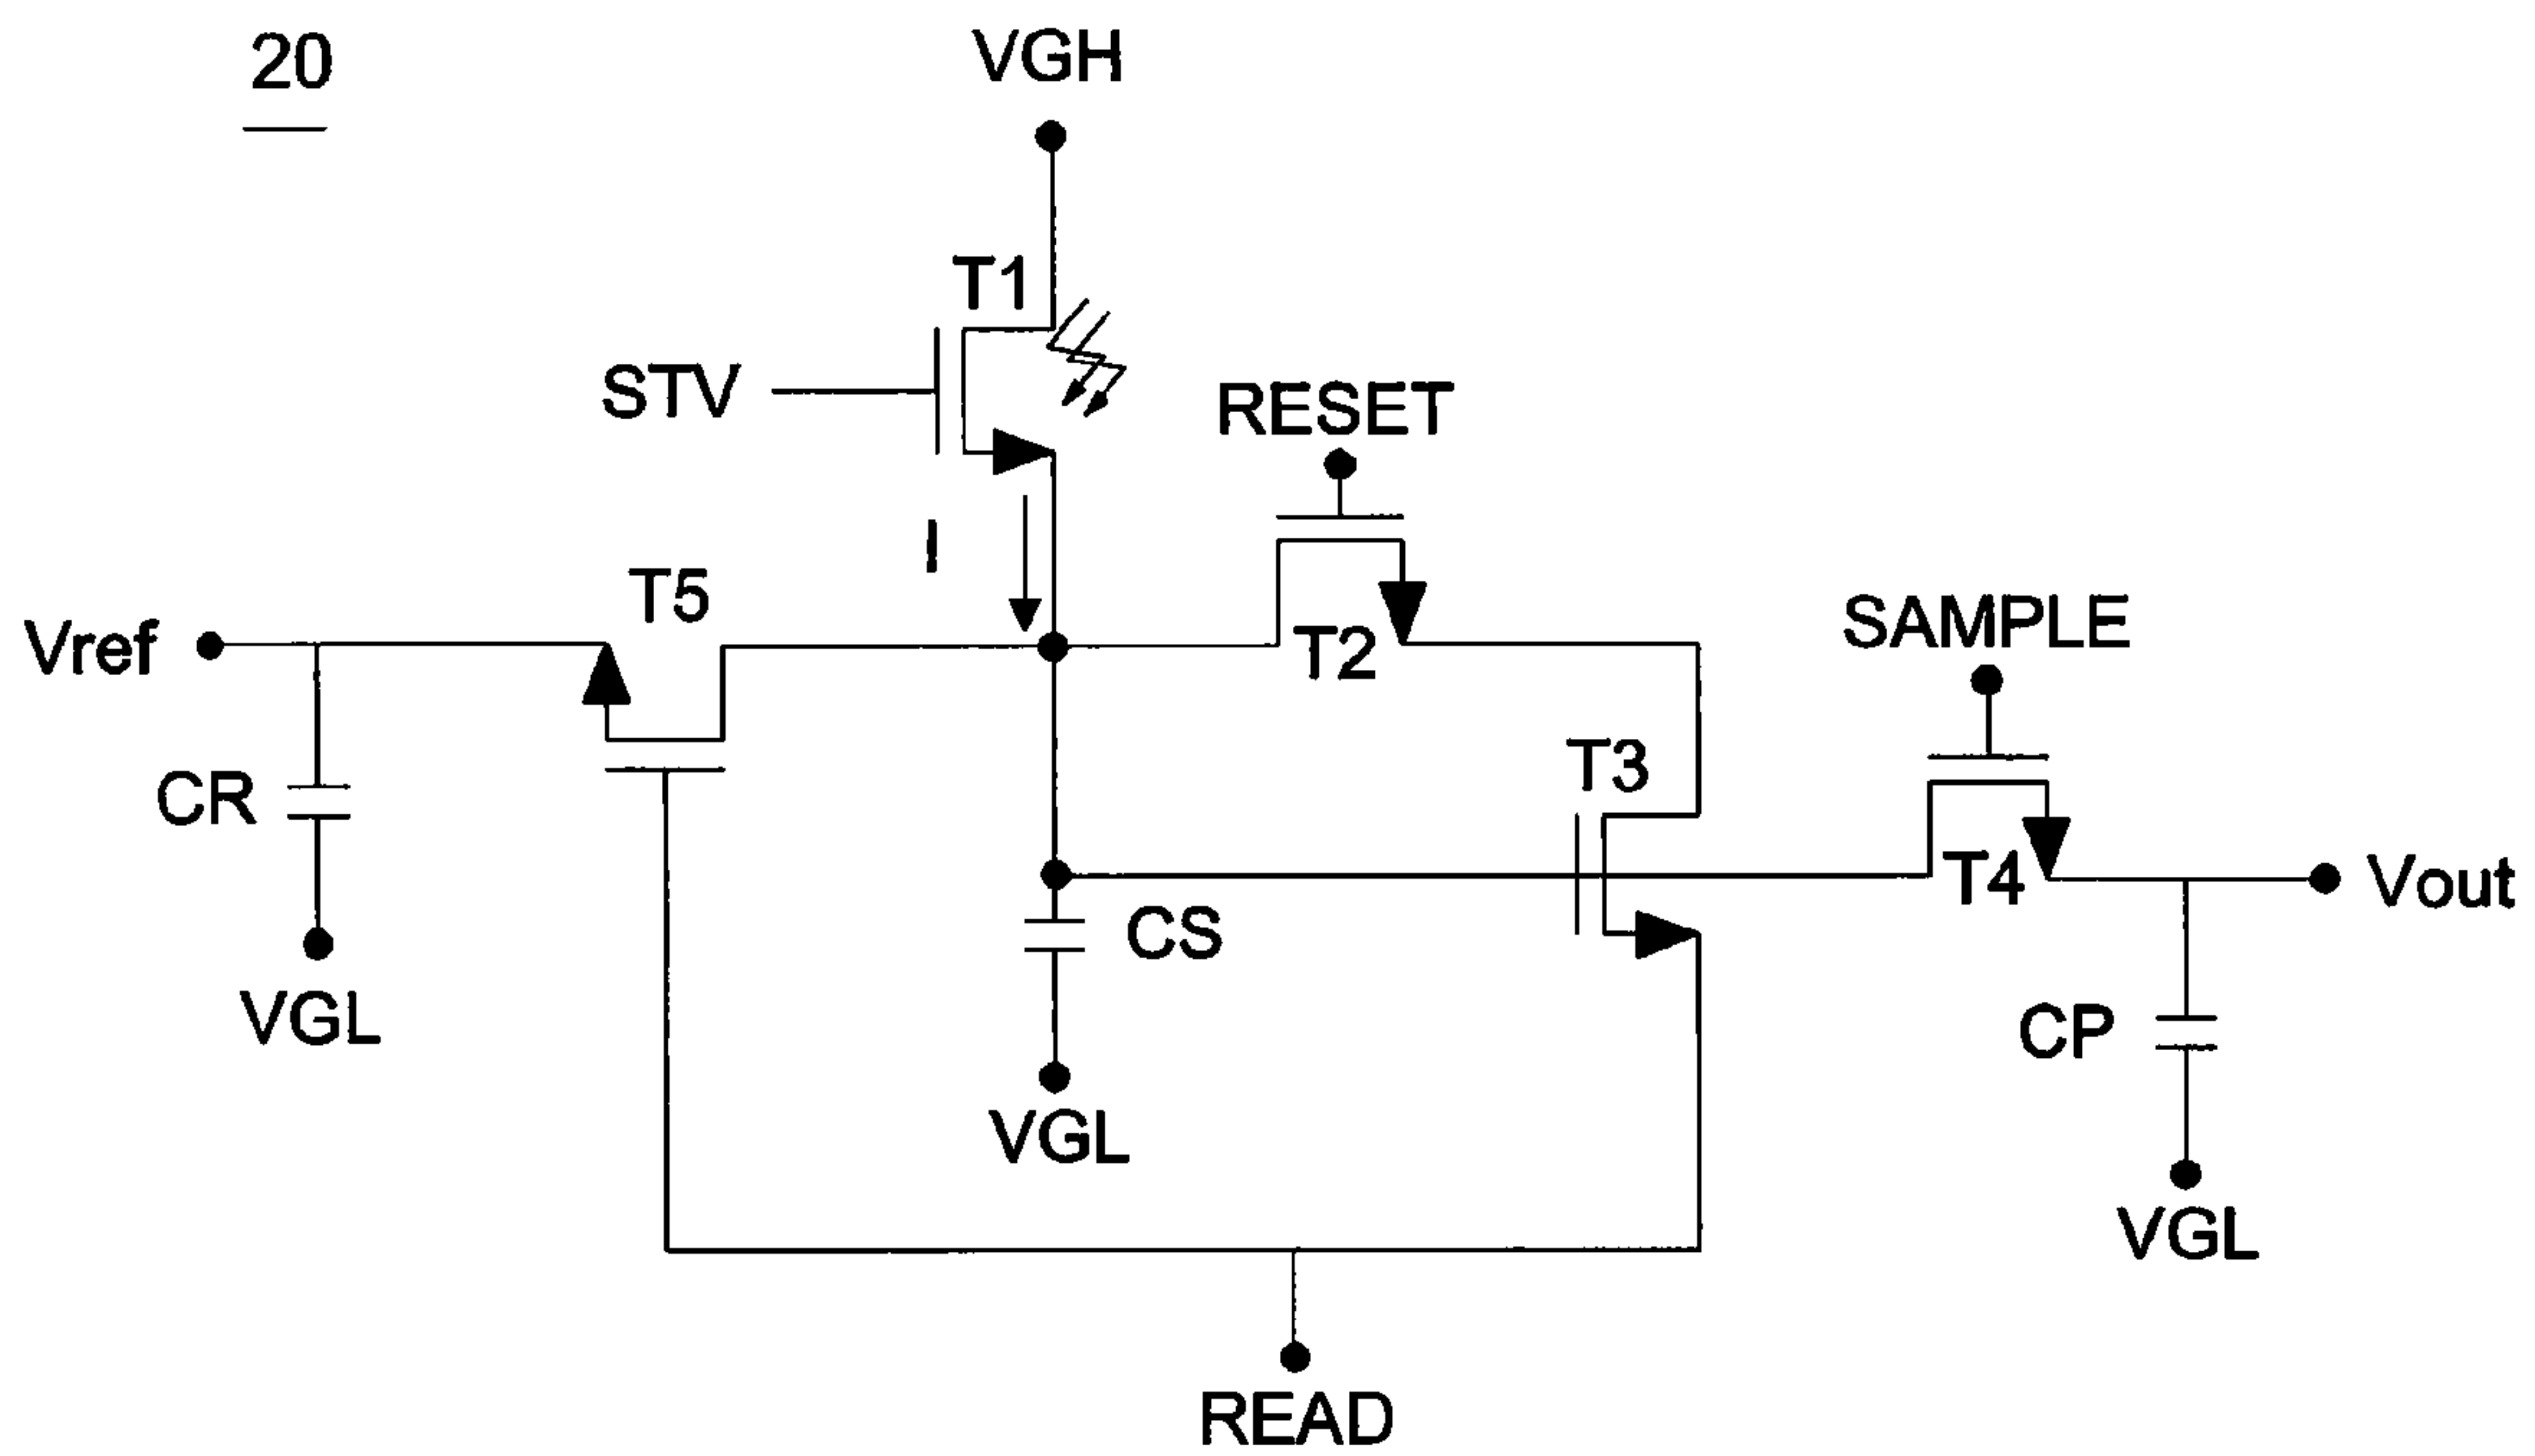 20
VGH
T1
STV
RESET
I
T5
Vref
T2
SAMPLE
T3
CR
T4
Vout
CS
VGL
CP
VGL
VGL
READ